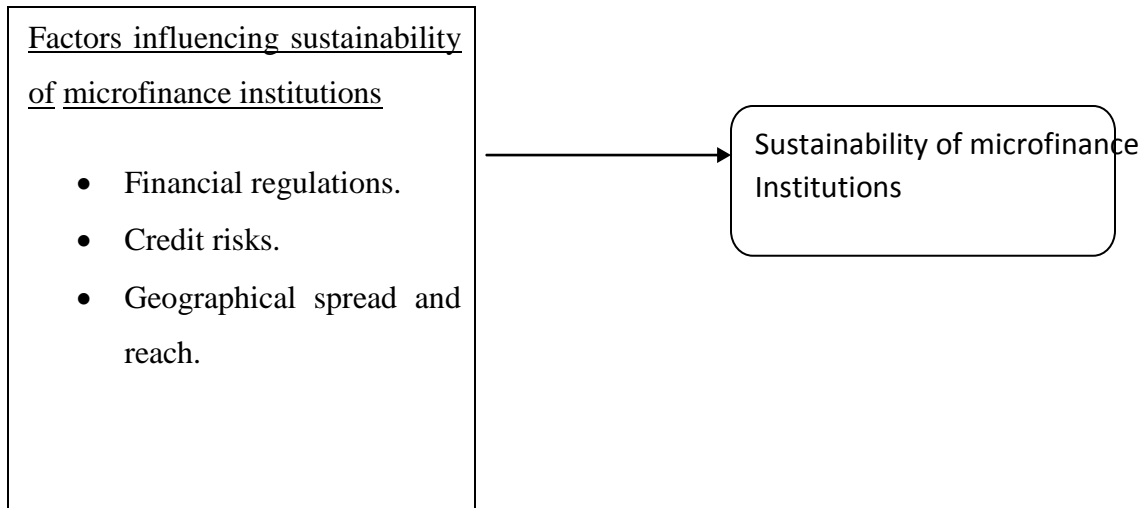 Factors influencing sustainability
of microfinance institutions
• Financial regulations.
• Credit risks.
• Geographical spread and
reach.
Sustainability of microfinance
Institutions